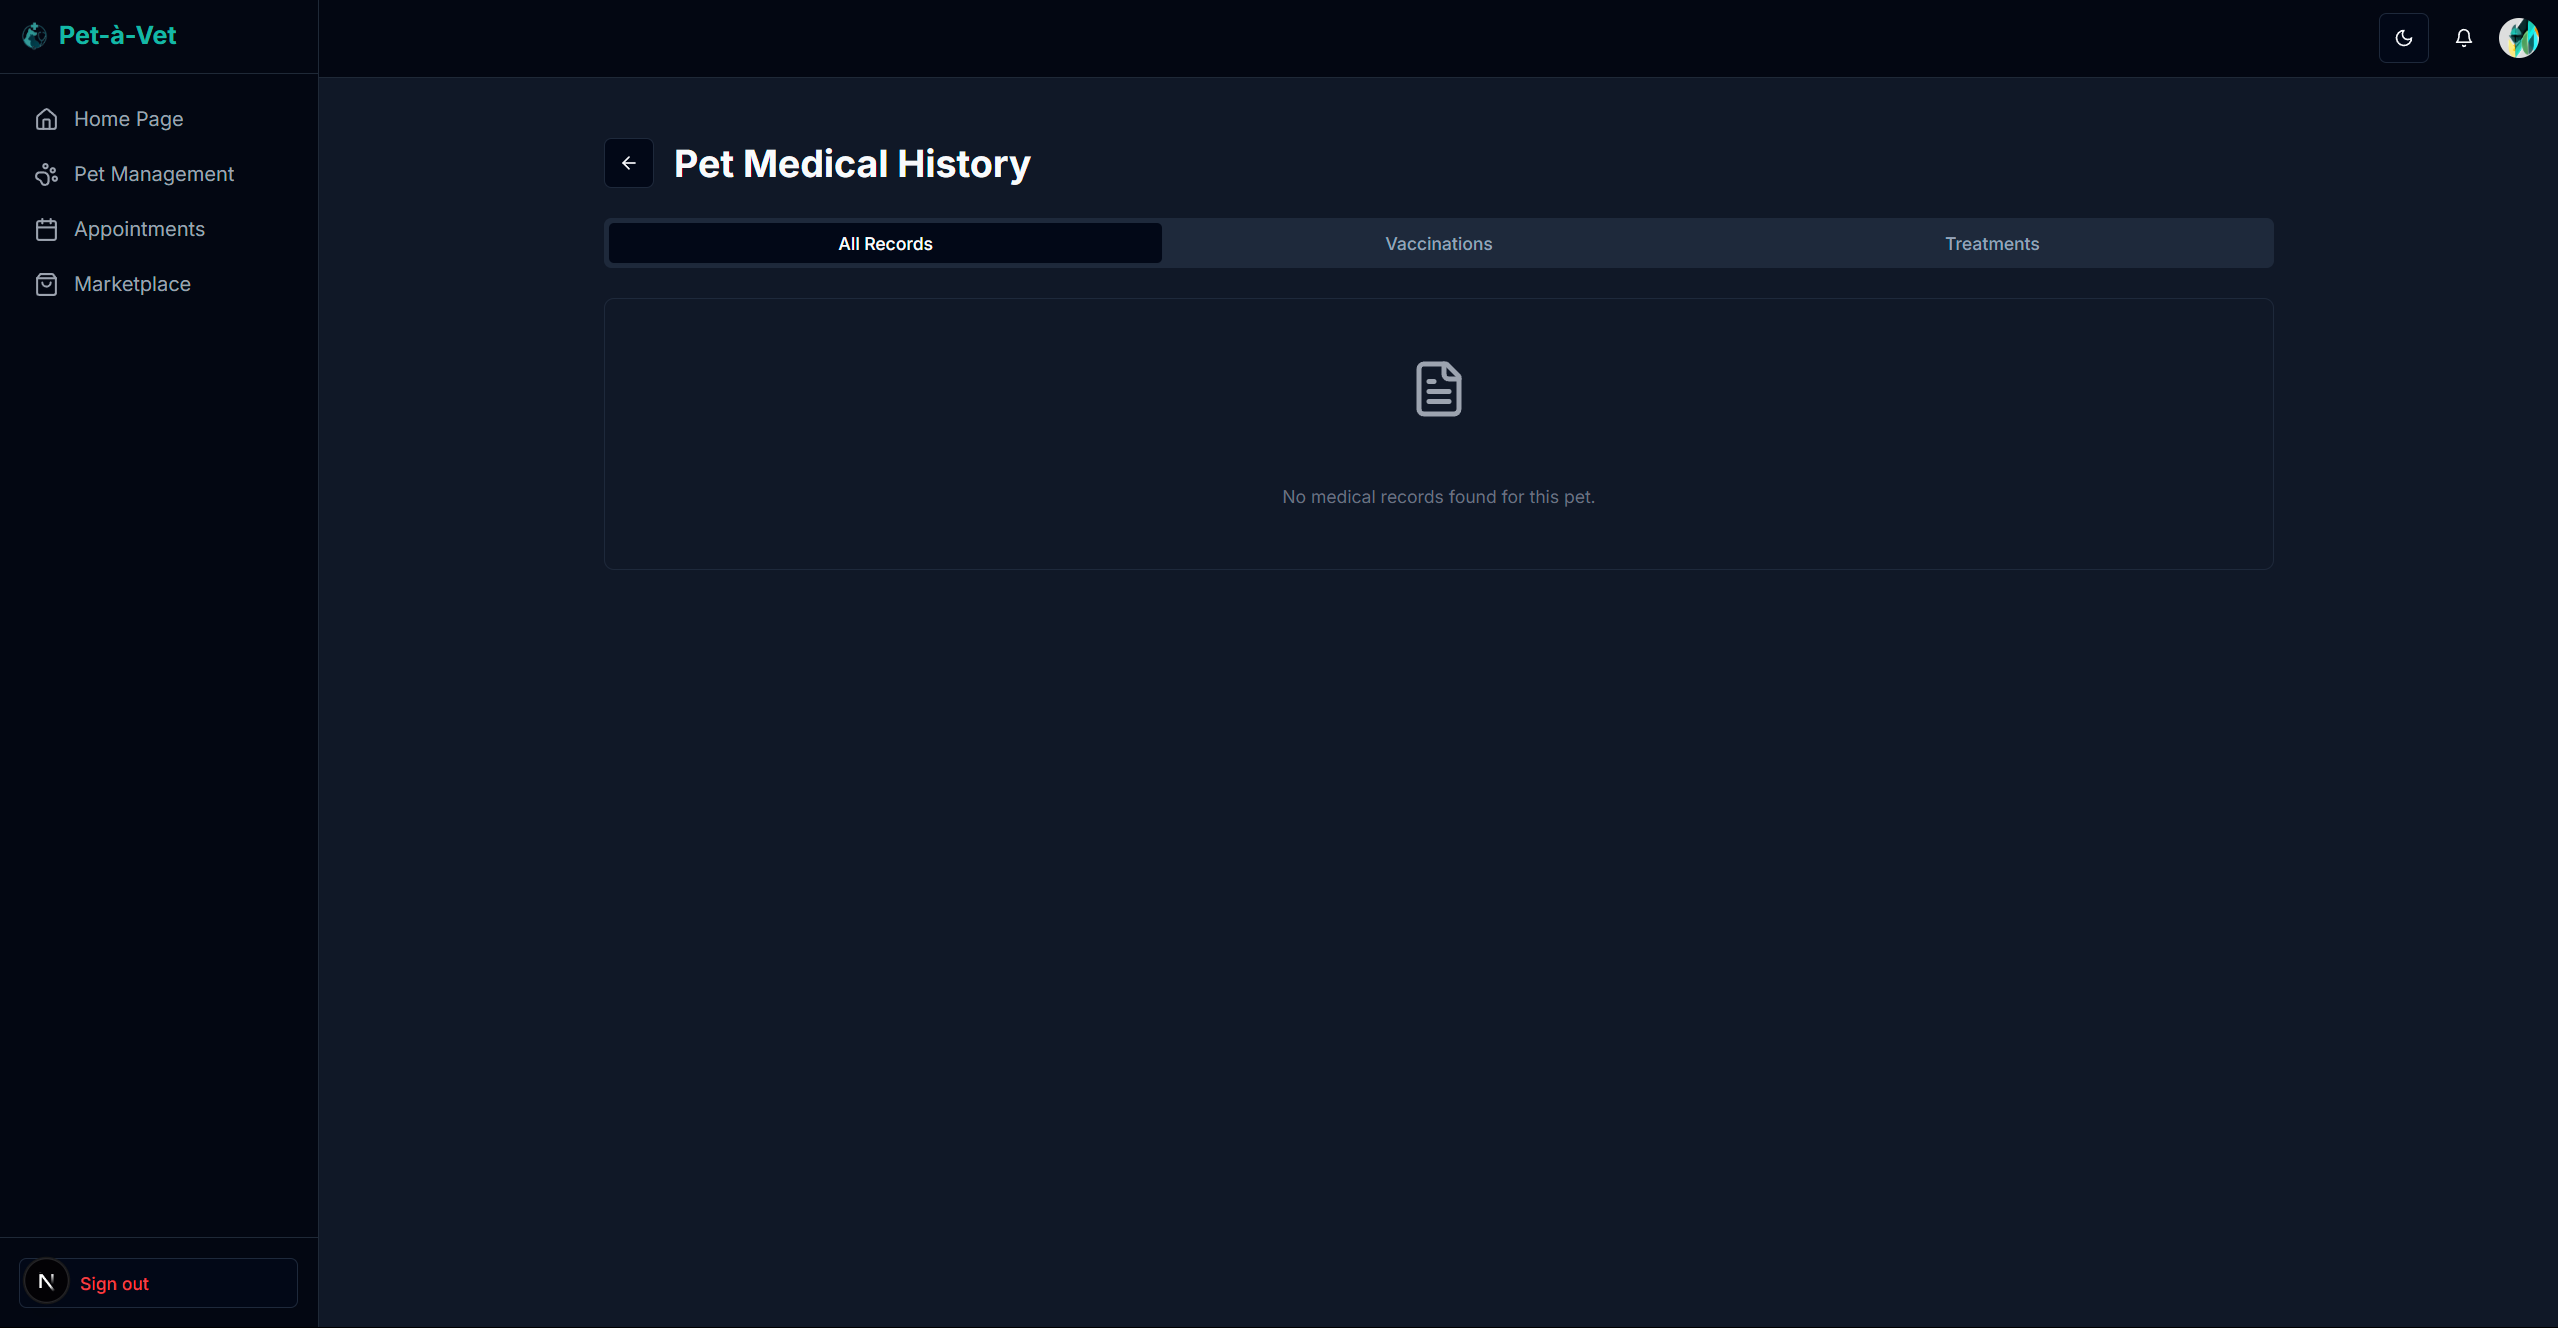 Pet-à-Vet
Home Page
Pet Management
Appointments
Marketplace
Pet Medical History
All Records
Vaccinations
Treatments
No medical records found for this pet.
N
Sign out